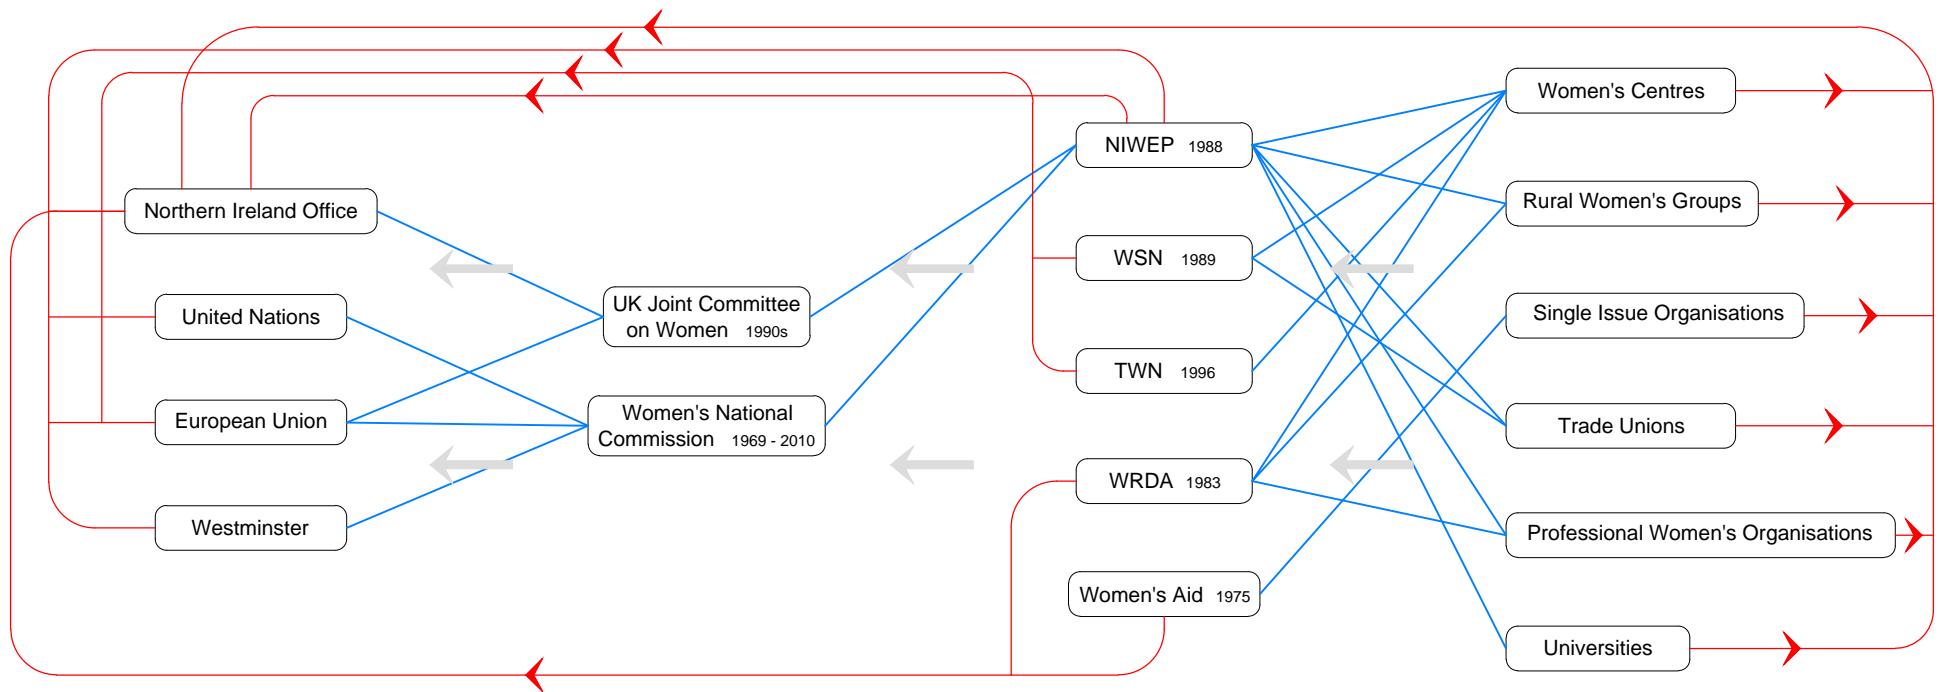 Northern Ireland Office
United Nations
European Union
Westminster
UK Joint Committee
on Women 1990s
Women's National
Commission 1969 - 2010
NIWEP 1988
WSN 1989
TWN 1996
WRDA 1983
Women's Aid 1975
Women's Centres
Rural Women's Groups
Single Issue Organisations
Trade Unions
Professional Women's Organisations
Universities